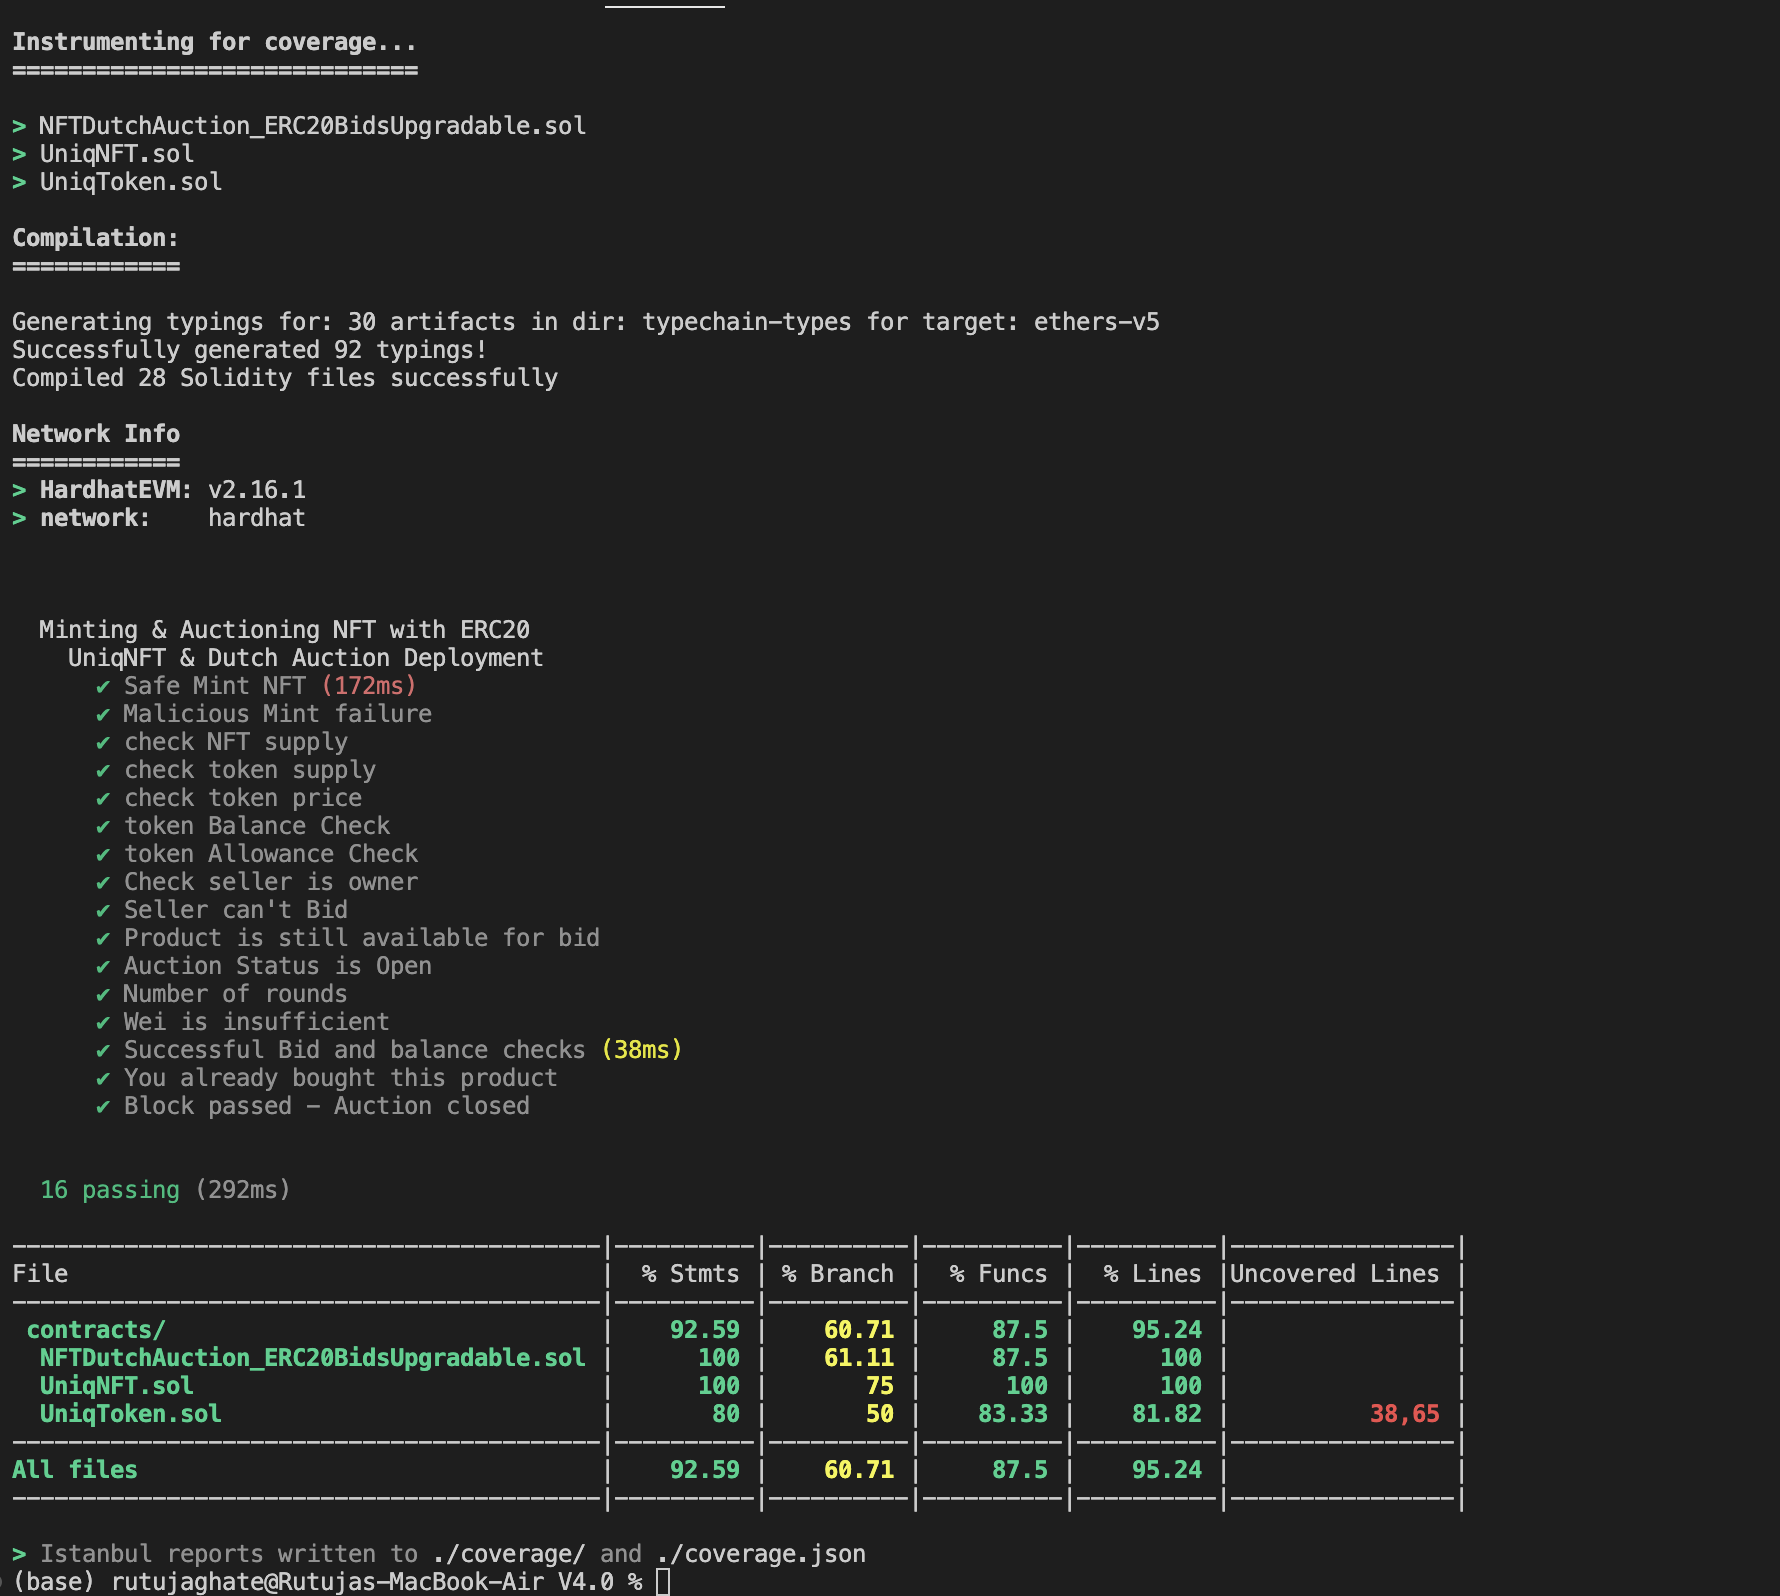 Instrumenting for coverage...
=============================
> NFTDutchAuction_ERC20BidsUpgradable.sol
> UniqNFT.sol
> UniqToken.sol
Compilation:
============
Generating typings for: 30 artifacts in dir: typechain-types for target: ethers-v5
Successfully generated 92 typings!
Compiled 28 Solidity files successfully
Network Info
============
> HardhatEVM: v2.16.1
> network:    hardhat
Minting & Auctioning NFT with ERC20
UniqNFT & Dutch Auction Deployment
✔ Safe Mint NFT (172ms)
✔ Malicious Mint failure
✔ check NFT supply
✔ check token supply
✔ check token price
✔ token Balance Check
✔ token Allowance Check
✔ Check seller is owner
✔ Seller can't Bid
✔ Product is still available for bid
✔ Auction Status is Open
✔ Number of rounds
✔ Wei is insufficient
✔ Successful Bid and balance checks (38ms)
✔ You already bought this product
✔ Block passed - Auction closed
16 passing (292ms)
------------------------------------------|----------|----------|----------|----------|----------------|
File                                      |  % Stmts | % Branch |  % Funcs |  % Lines |Uncovered Lines |
------------------------------------------|----------|----------|----------|----------|----------------|
 contracts/                               |    92.59 |    60.71 |     87.5 |    95.24 |                |
  NFTDutchAuction_ERC20BidsUpgradable.sol |      100 |    61.11 |     87.5 |      100 |                |
  UniqNFT.sol                             |      100 |       75 |      100 |      100 |                |
  UniqToken.sol                           |       80 |       50 |    83.33 |    81.82 |          38,65 |
------------------------------------------|----------|----------|----------|----------|----------------|
All files                                 |    92.59 |    60.71 |     87.5 |    95.24 |                |
------------------------------------------|----------|----------|----------|----------|----------------|
> Istanbul reports written to ./coverage/ and ./coverage.json
(base) rutujaghate@Rutujas-MacBook-Air V4.0 %